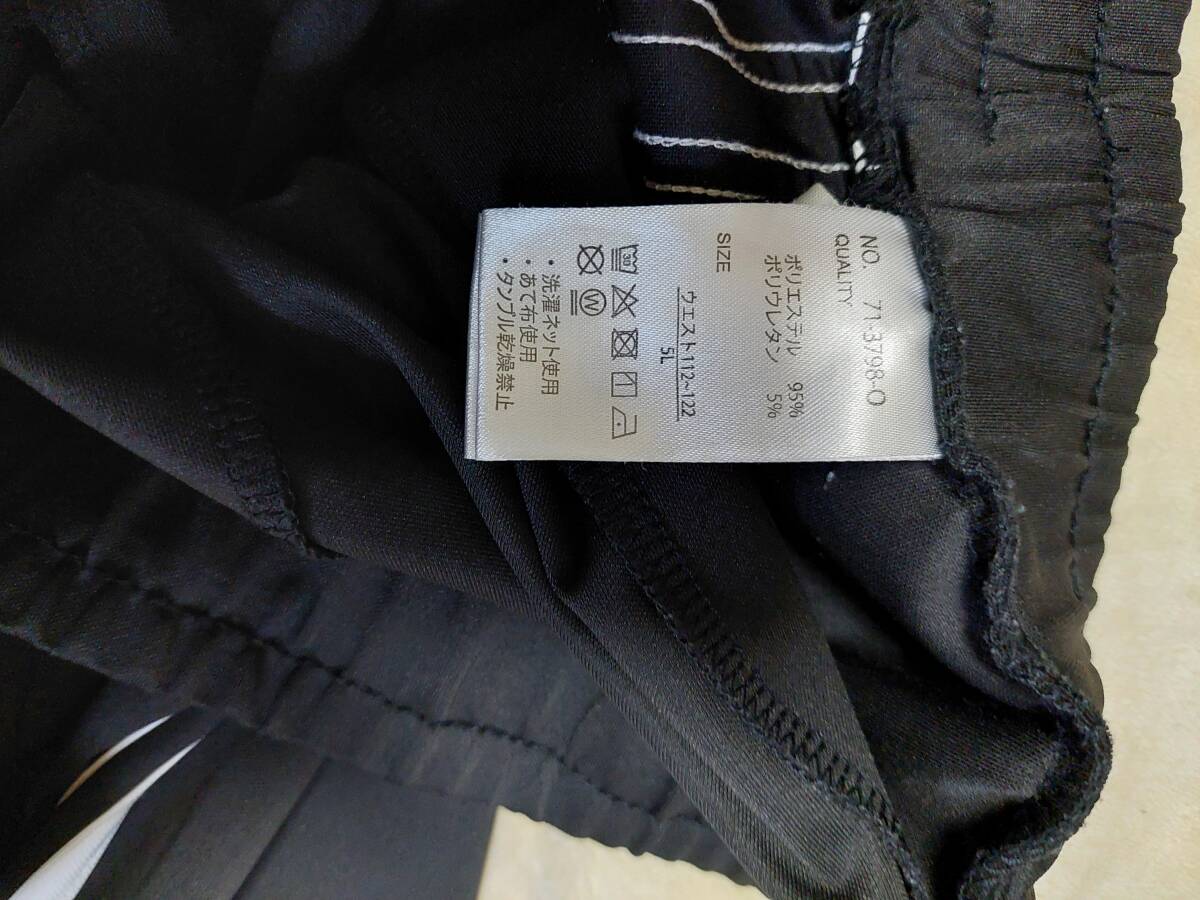 NO. 71-3798-O
QUALITY
ポリエステル 95%
ポリウレタン 5%
SIZE
ウエスト112~122
5L
30
W
・洗濯ネット使用
・あて布使用
・タンブル乾燥禁止